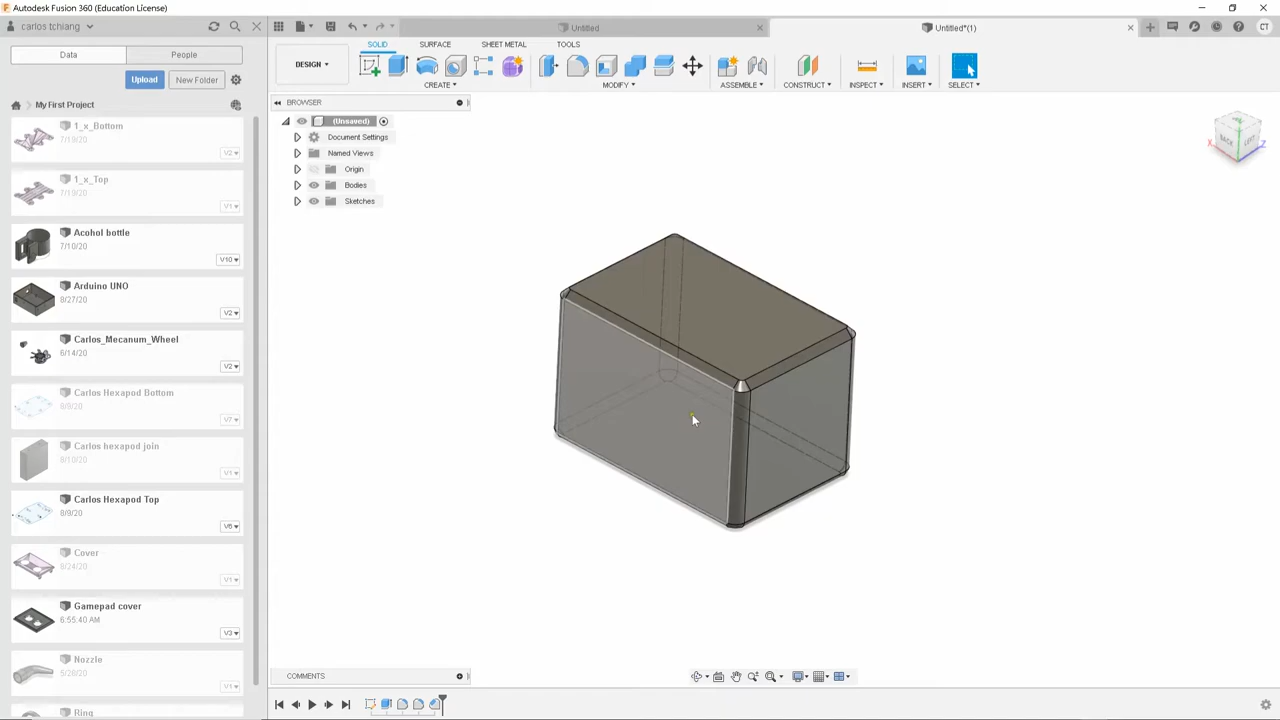 Autodesk Fusion 360 (Education License)
carlos tchiang
Untitled
Untitled*(1)
CT
Data
People
Upload
New Folder
My First Project
1_x_Bottom
7/19/20
V2
1_x_Top
7/19/20
V1
Acohol bottle
7/10/20
V10
Arduino UNO
8/27/20
V2
Carlos_Mecanum_Wheel
6/14/20
V2
Carlos Hexapod Bottom
8/8/20
V7
Carlos hexapod join
8/10/20
V1
Carlos Hexapod Top
8/9/20
V6
Cover
8/24/20
V1
Gamepad cover
6:55:40 AM
V3
Nozzle
5/28/20
V1
Ring
DESIGN
SOLID
SURFACE
SHEET METAL
TOOLS
CREATE
MODIFY
ASSEMBLE
CONSTRUCT
INSPECT
INSERT
SELECT
BROWSER
(Unsaved)
Document Settings
Named Views
Origin
Bodies
Sketches
BACK
LEFT
X
Z
COMMENTS